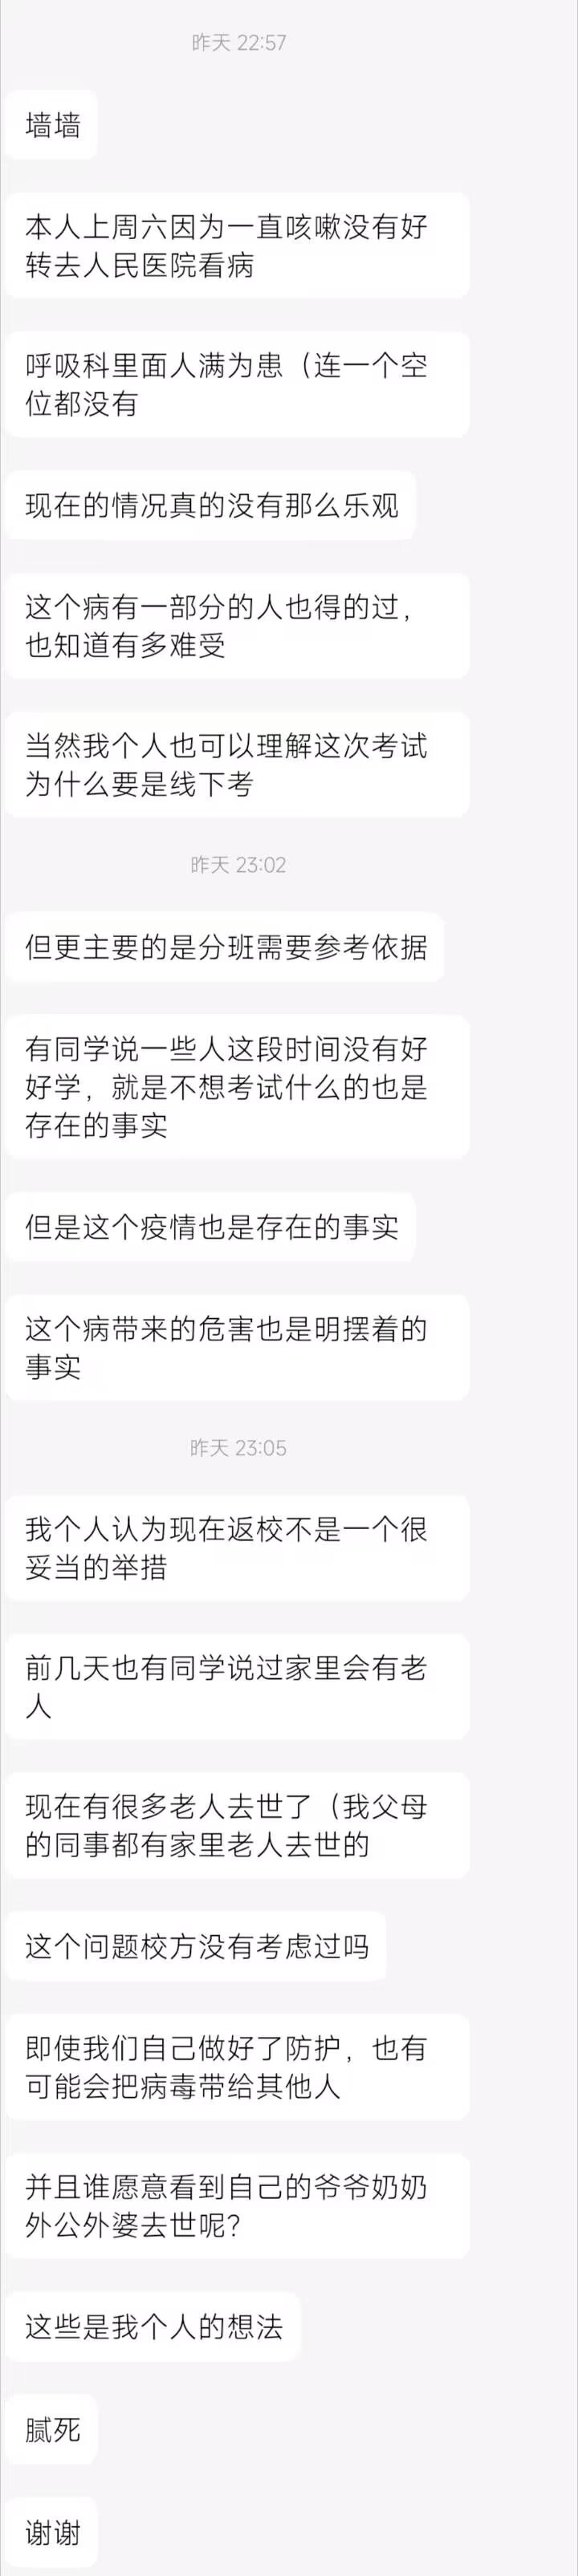 昨天 22:57
墙墙
本人上周六因为一直咳嗽没有好
转去人民医院看病
呼吸科里面人满为患（连一个空
位都没有
现在的情况真的没有那么乐观
这个病有一部分的人也得的过，
也知道有多难受
当然我个人也可以理解这次考试
为什么要是线下考
昨天 23:02
但更主要的是分班需要参考依据
有同学说一些人这段时间没有好
好学，就是不想考试什么的也是
存在的事实
但是这个疫情也是存在的事实
这个病带来的危害也是明摆着的
事实
昨天 23:05
我个人认为现在返校不是一个很
妥当的举措
前几天也有同学说过家里会有老
人
现在有很多老人去世了（我父母
的同事都有家里老人去世的
这个问题校方没有考虑过吗
即使我们自己做好了防护，也有
可能会把病毒带给其他人
并且谁愿意看到自己的爷爷奶奶
外公外婆去世呢？
这些是我个人的想法
腻死
谢谢